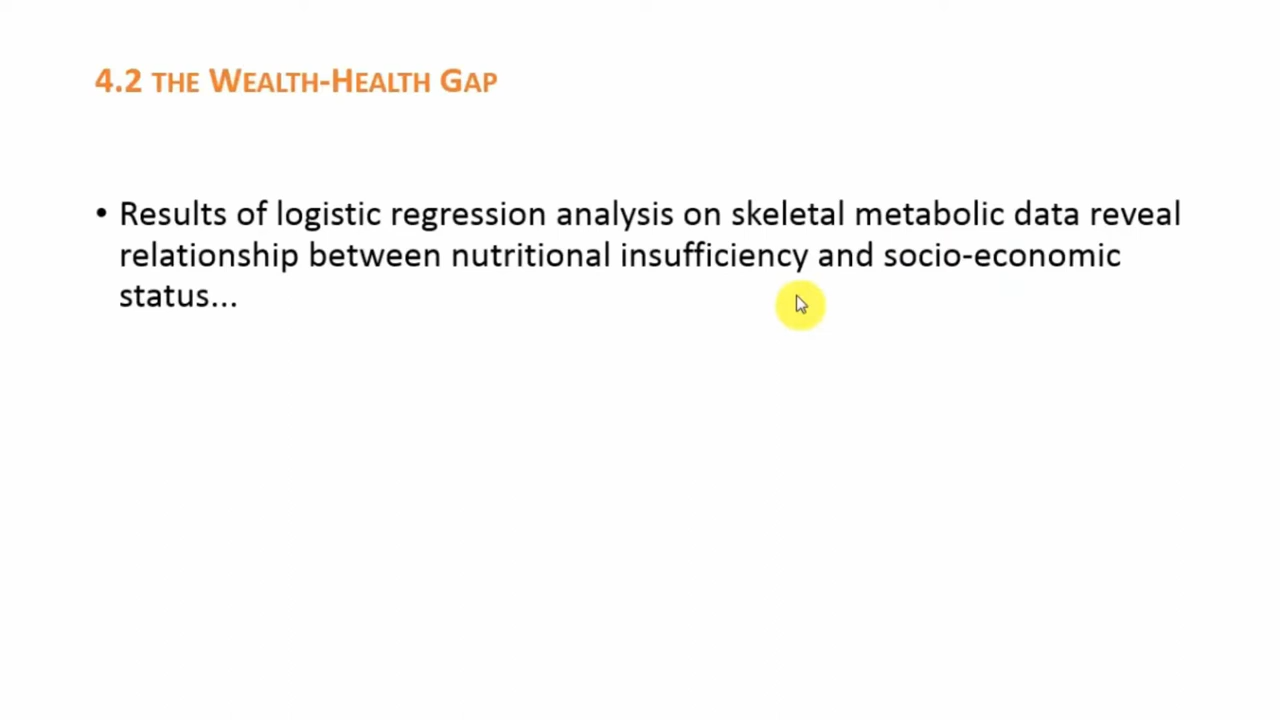 4.2 THE WEALTH-HEALTH GAP
• Results of logistic regression analysis on skeletal metabolic data reveal
relationship between nutritional insufficiency and socio-economic
status...